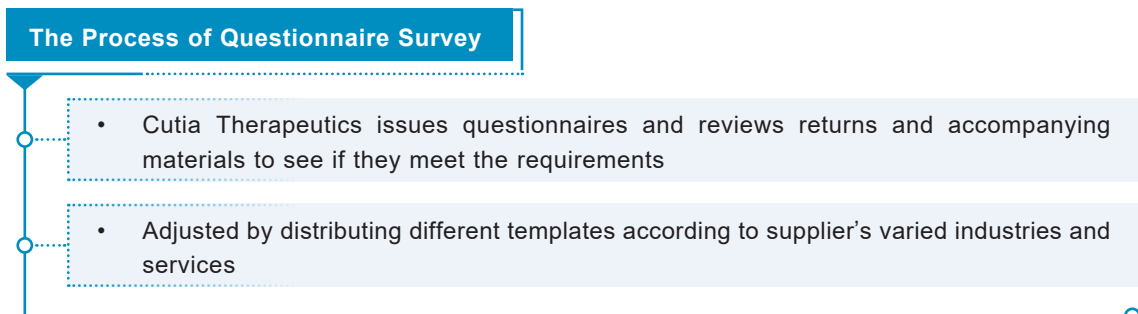 The Process of Questionnaire Survey
• Cutia Therapeutics issues questionnaires and reviews returns and accompanying
materials to see if they meet the requirements
• Adjusted by distributing different templates according to supplier's varied industries and
services